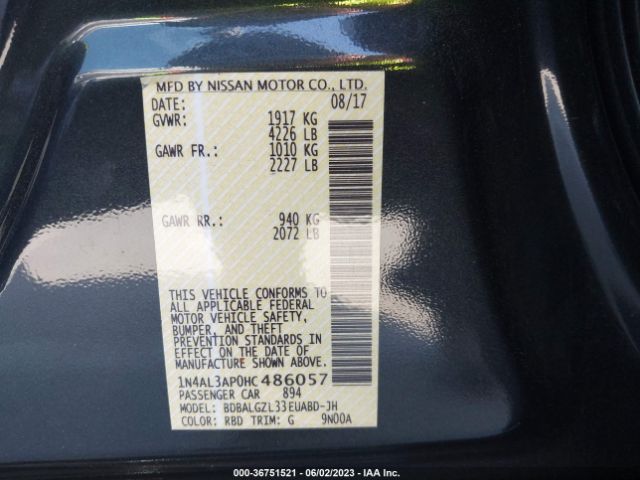 MFD BY NISSAN MOTOR CO., LTD.
DATE: 08/17
GVWR: 1917 KG
4226 LB
GAWR FR.: 1010 KG
2227 LB
GAWR RR.: 940 KG
2072 LB
THIS VEHICLE CONFORMS TO
ALL APPLICABLE FEDERAL
MOTOR VEHICLE SAFETY,
BUMPER, AND THEFT
PREVENTION STANDARDS IN
EFFECT ON THE DATE OF
MANUFACTURE SHOWN ABOVE.
1N4AL3AP0HC486057
PASSENGER CAR 894
MODEL: BDBALGZL33EUABD-JH
COLOR: RBD TRIM: G 9N00A
000-36751521 - 06/02/2023 - IAA Inc.